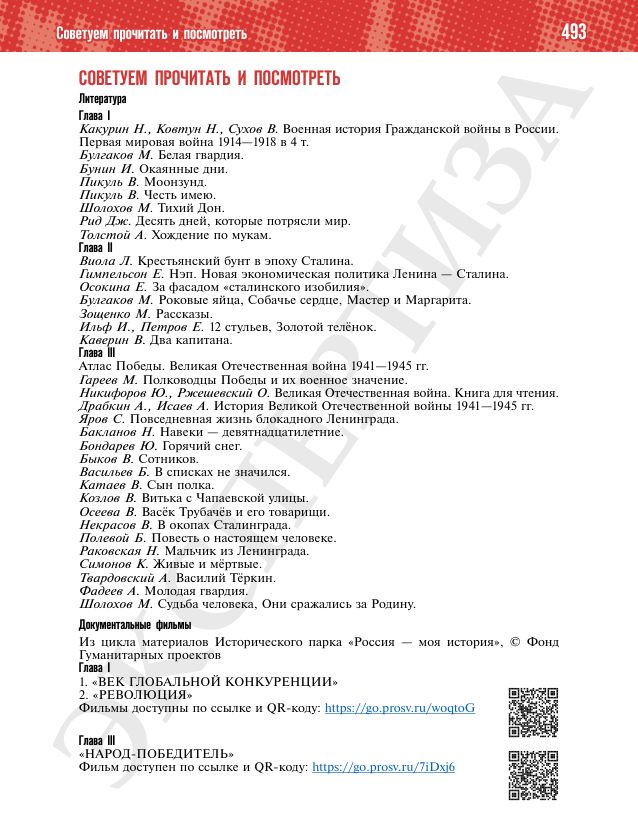 Советуем прочитать и посмотреть 493
СОВЕТУЕМ ПРОЧИТАТЬ И ПОСМОТРЕТЬ
Литература
Глава I
Какурин Н., Ковтун Н., Сухов В. Военная история Гражданской войны в России.
Первая мировая война 1914—1918 в 4 т.
Булгаков М. Белая гвардия.
Бунин И. Окаянные дни.
Пикуль В. Моонзунд.
Пикуль В. Честь имею.
Шолохов М. Тихий Дон.
Рид Дж. Десять дней, которые потрясли мир.
Толстой А. Хождение по мукам.
Глава II
Виола Л. Крестьянский бунт в эпоху Сталина.
Гимпельсон Е. Нэп. Новая экономическая политика Ленина — Сталина.
Осокина Е. За фасадом «сталинского изобилия».
Булгаков М. Роковые яйца, Собачье сердце, Мастер и Маргарита.
Зощенко М. Рассказы.
Ильф И., Петров Е. 12 стульев, Золотой телёнок.
Каверин В. Два капитана.
Глава III
Атлас Победы. Великая Отечественная война 1941—1945 гг.
Гареев М. Полководцы Победы и их военное значение.
Никифоров Ю., Ржешевский О. Великая Отечественная война. Книга для чтения.
Драбкин А., Исаев А. История Великой Отечественной войны 1941—1945 гг.
Яров С. Повседневная жизнь блокадного Ленинграда.
Бакланов Н. Навеки — девятнадцатилетние.
Бондарев Ю. Горячий снег.
Быков В. Сотников.
Васильев Б. В списках не значился.
Катаев В. Сын полка.
Козлов В. Витька с Чапаевской улицы.
Осеева В. Васёк Трубачёв и его товарищи.
Некрасов В. В окопах Сталинграда.
Полевой Б. Повесть о настоящем человеке.
Раковская Н. Мальчик из Ленинграда.
Симонов К. Живые и мёртвые.
Твардовский А. Василий Тёркин.
Фадеев А. Молодая гвардия.
Шолохов М. Судьба человека, Они сражались за Родину.
Документальные фильмы
Из цикла материалов Исторического парка «Россия — моя история», © Фонд
Гуманитарных проектов
Глава I
1. «ВЕК ГЛОБАЛЬНОЙ КОНКУРЕНЦИИ»
2. «РЕВОЛЮЦИЯ»
Фильмы доступны по ссылке и QR-коду: https://go.prosv.ru/woqtoG
Глава III
«НАРОД-ПОБЕДИТЕЛЬ»
Фильм доступен по ссылке и QR-коду: https://go.prosv.ru/7iDxj6
ЭКСПЕРТИЗА